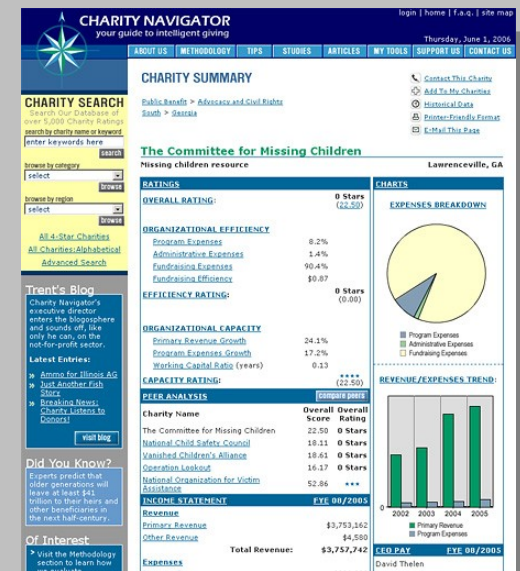 login | home | f.a.q. | site map
CHARITY NAVIGATOR
your guide to intelligent giving
Thursday, June 1, 2006
ABOUT US METHODOLOGY TIPS STUDIES ARTICLES MY TOOLS SUPPORT US CONTACT US
CHARITY SEARCH
Search Our Database of
over 5,000 Charity Ratings
search by charity name or keyword
enter keywords here
search
browse by category
select
browse
browse by region
select
browse
All 4-Star Charities
All Charities:Alphabetical
Advanced Search
Trent's Blog
Charity Navigator's
executive director
enters the blogosphere
and sounds off, like
only he can, on the
not-for-profit sector.
Latest Entries:
» Ammo for Illinois AG
» Just Another Fish
Story
» Breaking News:
Charity Listens to
Donors!
visit blog
Did You Know?
Experts predict that
older generations will
leave at least $41
trillion to their heirs and
other beneficiaries in
the next half-century.
Of Interest
> Visit the Methodology
section to learn how
we evaluate
CHARITY SUMMARY
Public Benefit > Advocacy and Civil Rights
South > Georgia
Contact This Charity
Add To My Charities
Historical Data
Printer-Friendly Format
E-Mail This Page
The Committee for Missing Children
Missing children resource Lawrenceville, GA
RATINGS
OVERALL RATING: 0 Stars
(22.50)
ORGANIZATIONAL EFFICIENCY
Program Expenses 8.2%
Administrative Expenses 1.4%
Fundraising Expenses 90.4%
Fundraising Efficiency $0.87
EFFICIENCY RATING: 0 Stars
(0.00)
ORGANIZATIONAL CAPACITY
Primary Revenue Growth 24.1%
Program Expenses Growth 17.2%
Working Capital Ratio (years) 0.13
CAPACITY RATING: ★★★★
(22.50)
PEER ANALYSIS compare peers
Charity Name Overall Score Overall Rating
The Committee for Missing Children 22.50 0 Stars
National Child Safety Council 18.11 0 Stars
Vanished Children's Alliance 18.61 0 Stars
Operation Lookout 16.17 0 Stars
National Organization for Victim
Assistance 52.86 ★★★
INCOME STATEMENT FYE 08/2005
Revenue
Primary Revenue $3,753,162
Other Revenue $4,580
Total Revenue: $3,757,742
Expenses
CHARTS
EXPENSES BREAKDOWN
Program Expenses
Administrative Expenses
Fundraising Expenses
REVENUE/EXPENSES TREND:
0
2002 2003 2004 2005
Primary Revenue
Program Expenses
CEO PAY FYE 08/2005
David Thelen